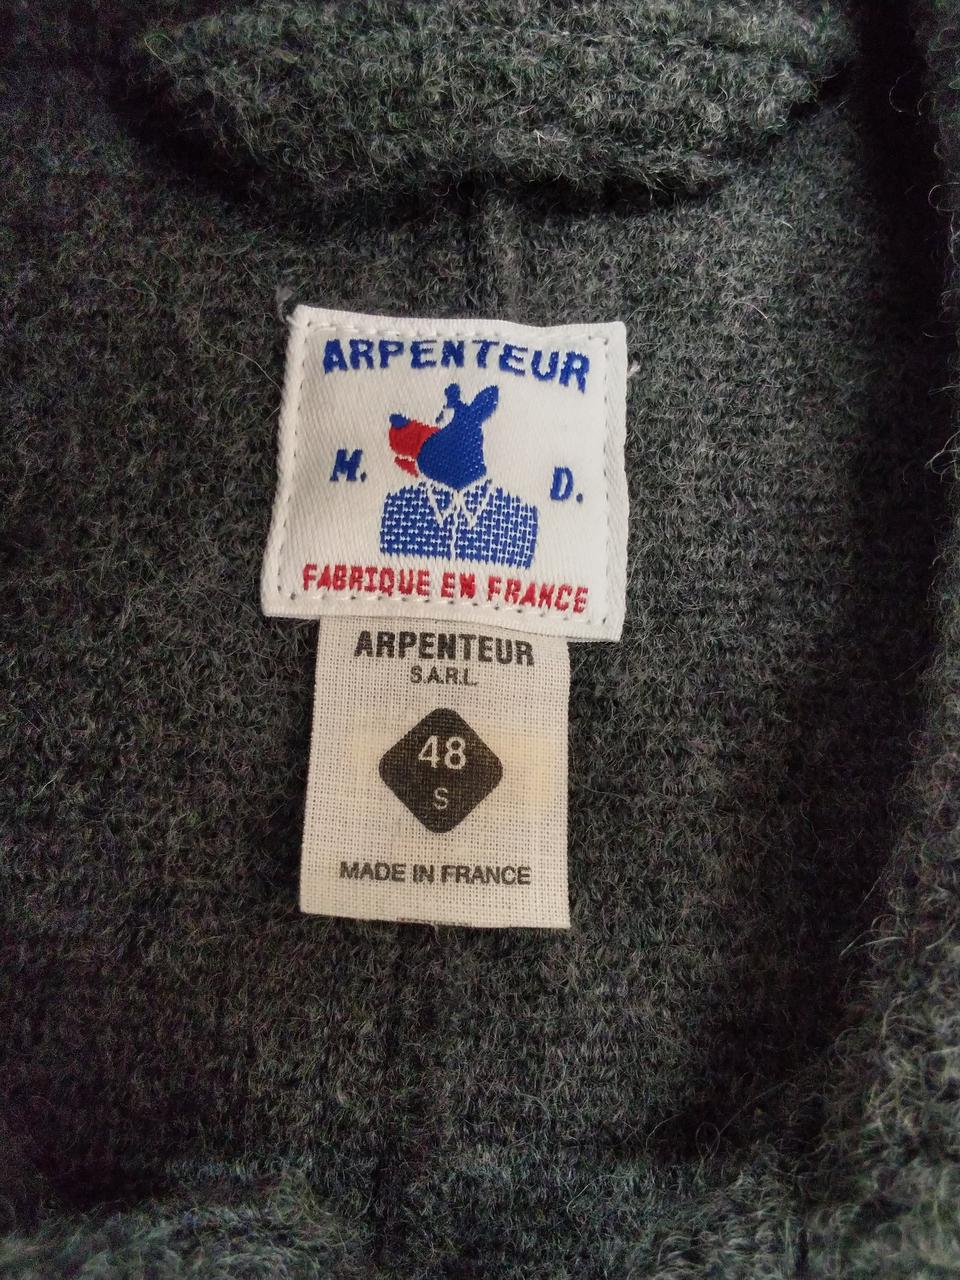 ARPENTEUR
M. D.
FABRIQUE EN FRANCE
ARPENTEUR
S.A.R.L.
48
S
MADE IN FRANCE